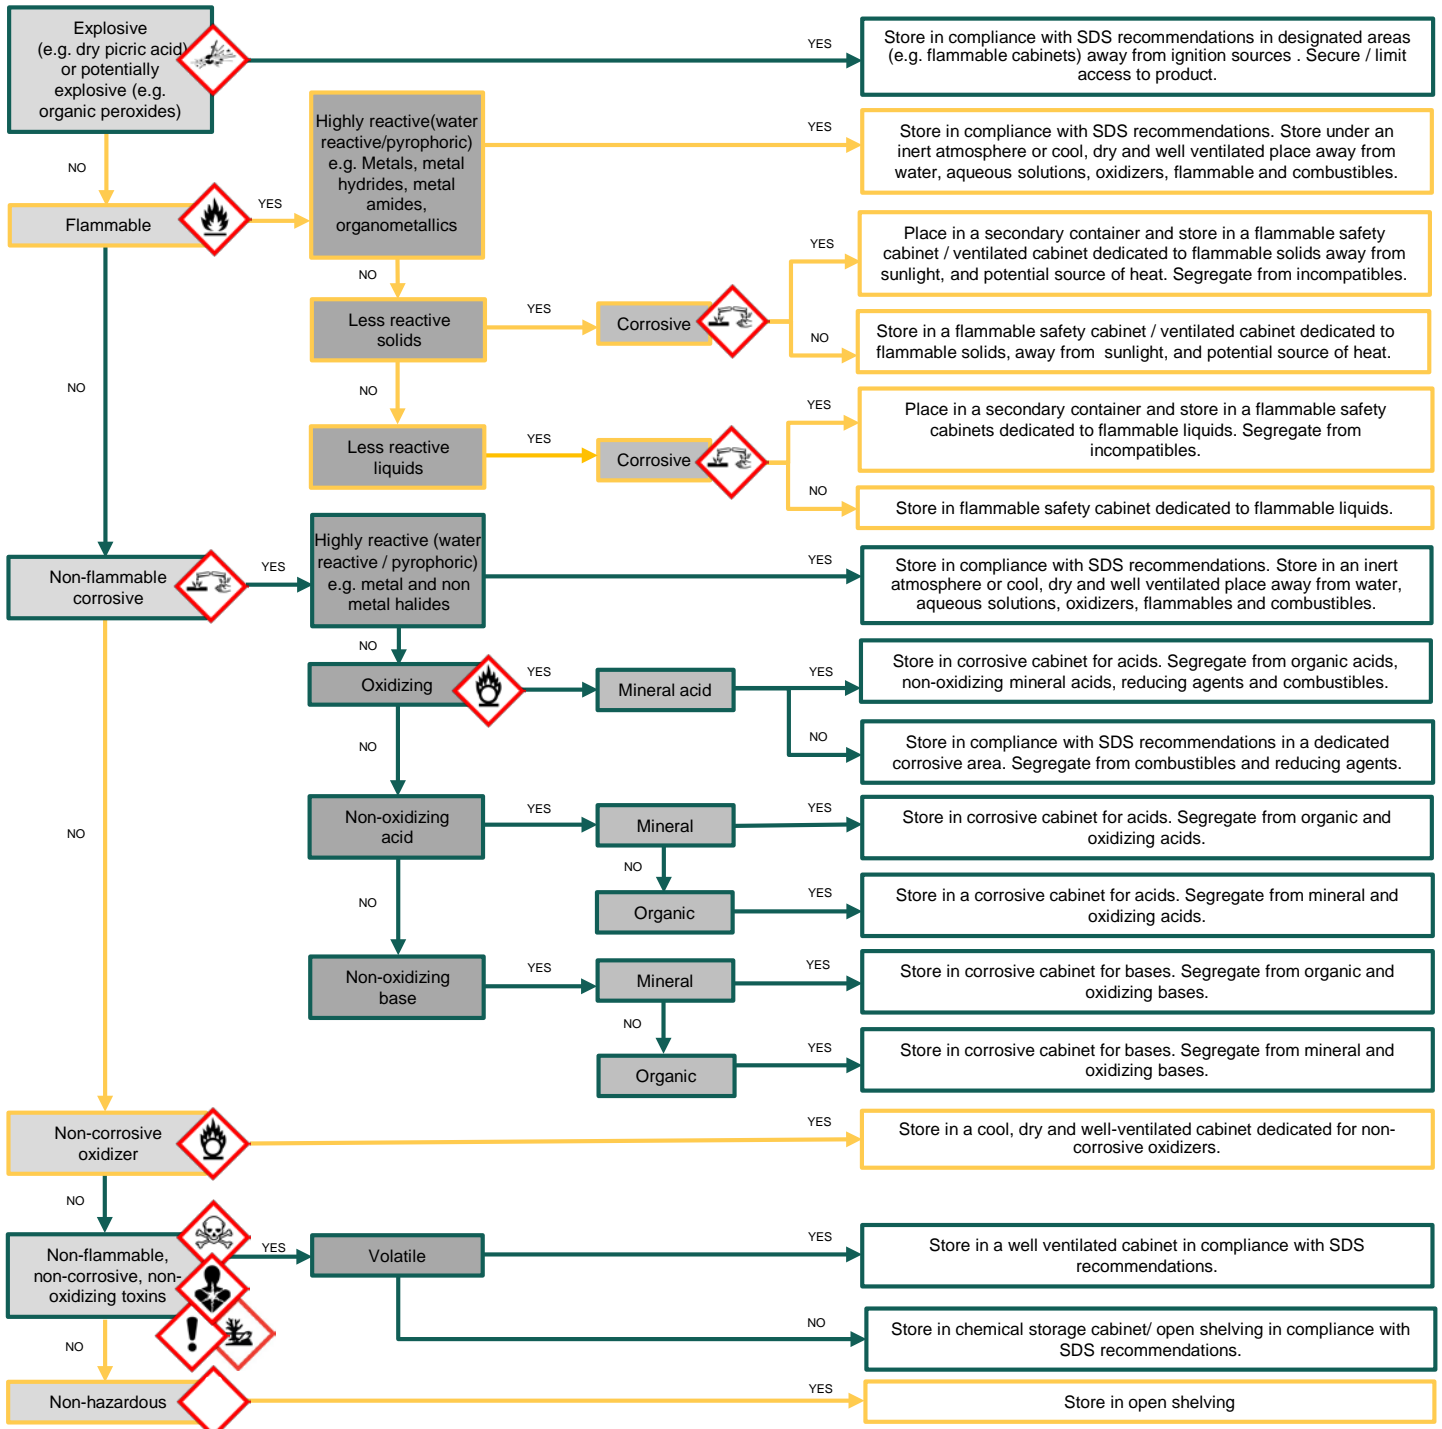 Explosive
(e.g. dry picric acid)
or potentially
explosive (e.g.
organic peroxides)
YES
Store in compliance with SDS recommendations in designated areas
(e.g. flammable cabinets) away from ignition sources . Secure / limit
access to product.
NO
Flammable
YES
Highly reactive(water
reactive/pyrophoric)
e.g. Metals, metal
hydrides, metal
amides,
organometallics
YES
Store in compliance with SDS recommendations. Store under an
inert atmosphere or cool, dry and well ventilated place away from
water, aqueous solutions, oxidizers, flammable and combustibles.
NO
Less reactive
solids
YES
Corrosive
YES
Place in a secondary container and store in a flammable safety
cabinet / ventilated cabinet dedicated to flammable solids away from
sunlight, and potential source of heat. Segregate from incompatibles.
NO
Store in a flammable safety cabinet / ventilated cabinet dedicated to
flammable solids, away from sunlight, and potential source of heat.
NO
Less reactive
liquids
YES
Corrosive
YES
Place in a secondary container and store in a flammable safety
cabinets dedicated to flammable liquids. Segregate from
incompatibles.
NO
Store in flammable safety cabinet dedicated to flammable liquids.
NO
Non-flammable
corrosive
YES
Highly reactive (water
reactive / pyrophoric)
e.g. metal and non
metal halides
YES
Store in compliance with SDS recommendations. Store in an inert
atmosphere or cool, dry and well ventilated place away from water,
aqueous solutions, oxidizers, flammables and combustibles.
NO
Oxidizing
YES
Mineral acid
YES
Store in corrosive cabinet for acids. Segregate from organic acids,
non-oxidizing mineral acids, reducing agents and combustibles.
NO
Store in compliance with SDS recommendations in a dedicated
corrosive area. Segregate from combustibles and reducing agents.
NO
Non-oxidizing
acid
YES
Mineral
YES
Store in corrosive cabinet for acids. Segregate from organic and
oxidizing acids.
NO
Organic
YES
Store in a corrosive cabinet for acids. Segregate from mineral and
oxidizing acids.
NO
Non-oxidizing
base
YES
Mineral
YES
Store in corrosive cabinet for bases. Segregate from organic and
oxidizing bases.
NO
Organic
YES
Store in corrosive cabinet for bases. Segregate from mineral and
oxidizing bases.
NO
Non-corrosive
oxidizer
YES
Store in a cool, dry and well-ventilated cabinet dedicated for non-
corrosive oxidizers.
NO
Non-flammable,
non-corrosive, non-
oxidizing toxins
YES
Volatile
YES
Store in a well ventilated cabinet in compliance with SDS
recommendations.
NO
Store in chemical storage cabinet/ open shelving in compliance with
SDS recommendations.
NO
Non-hazardous
YES
Store in open shelving